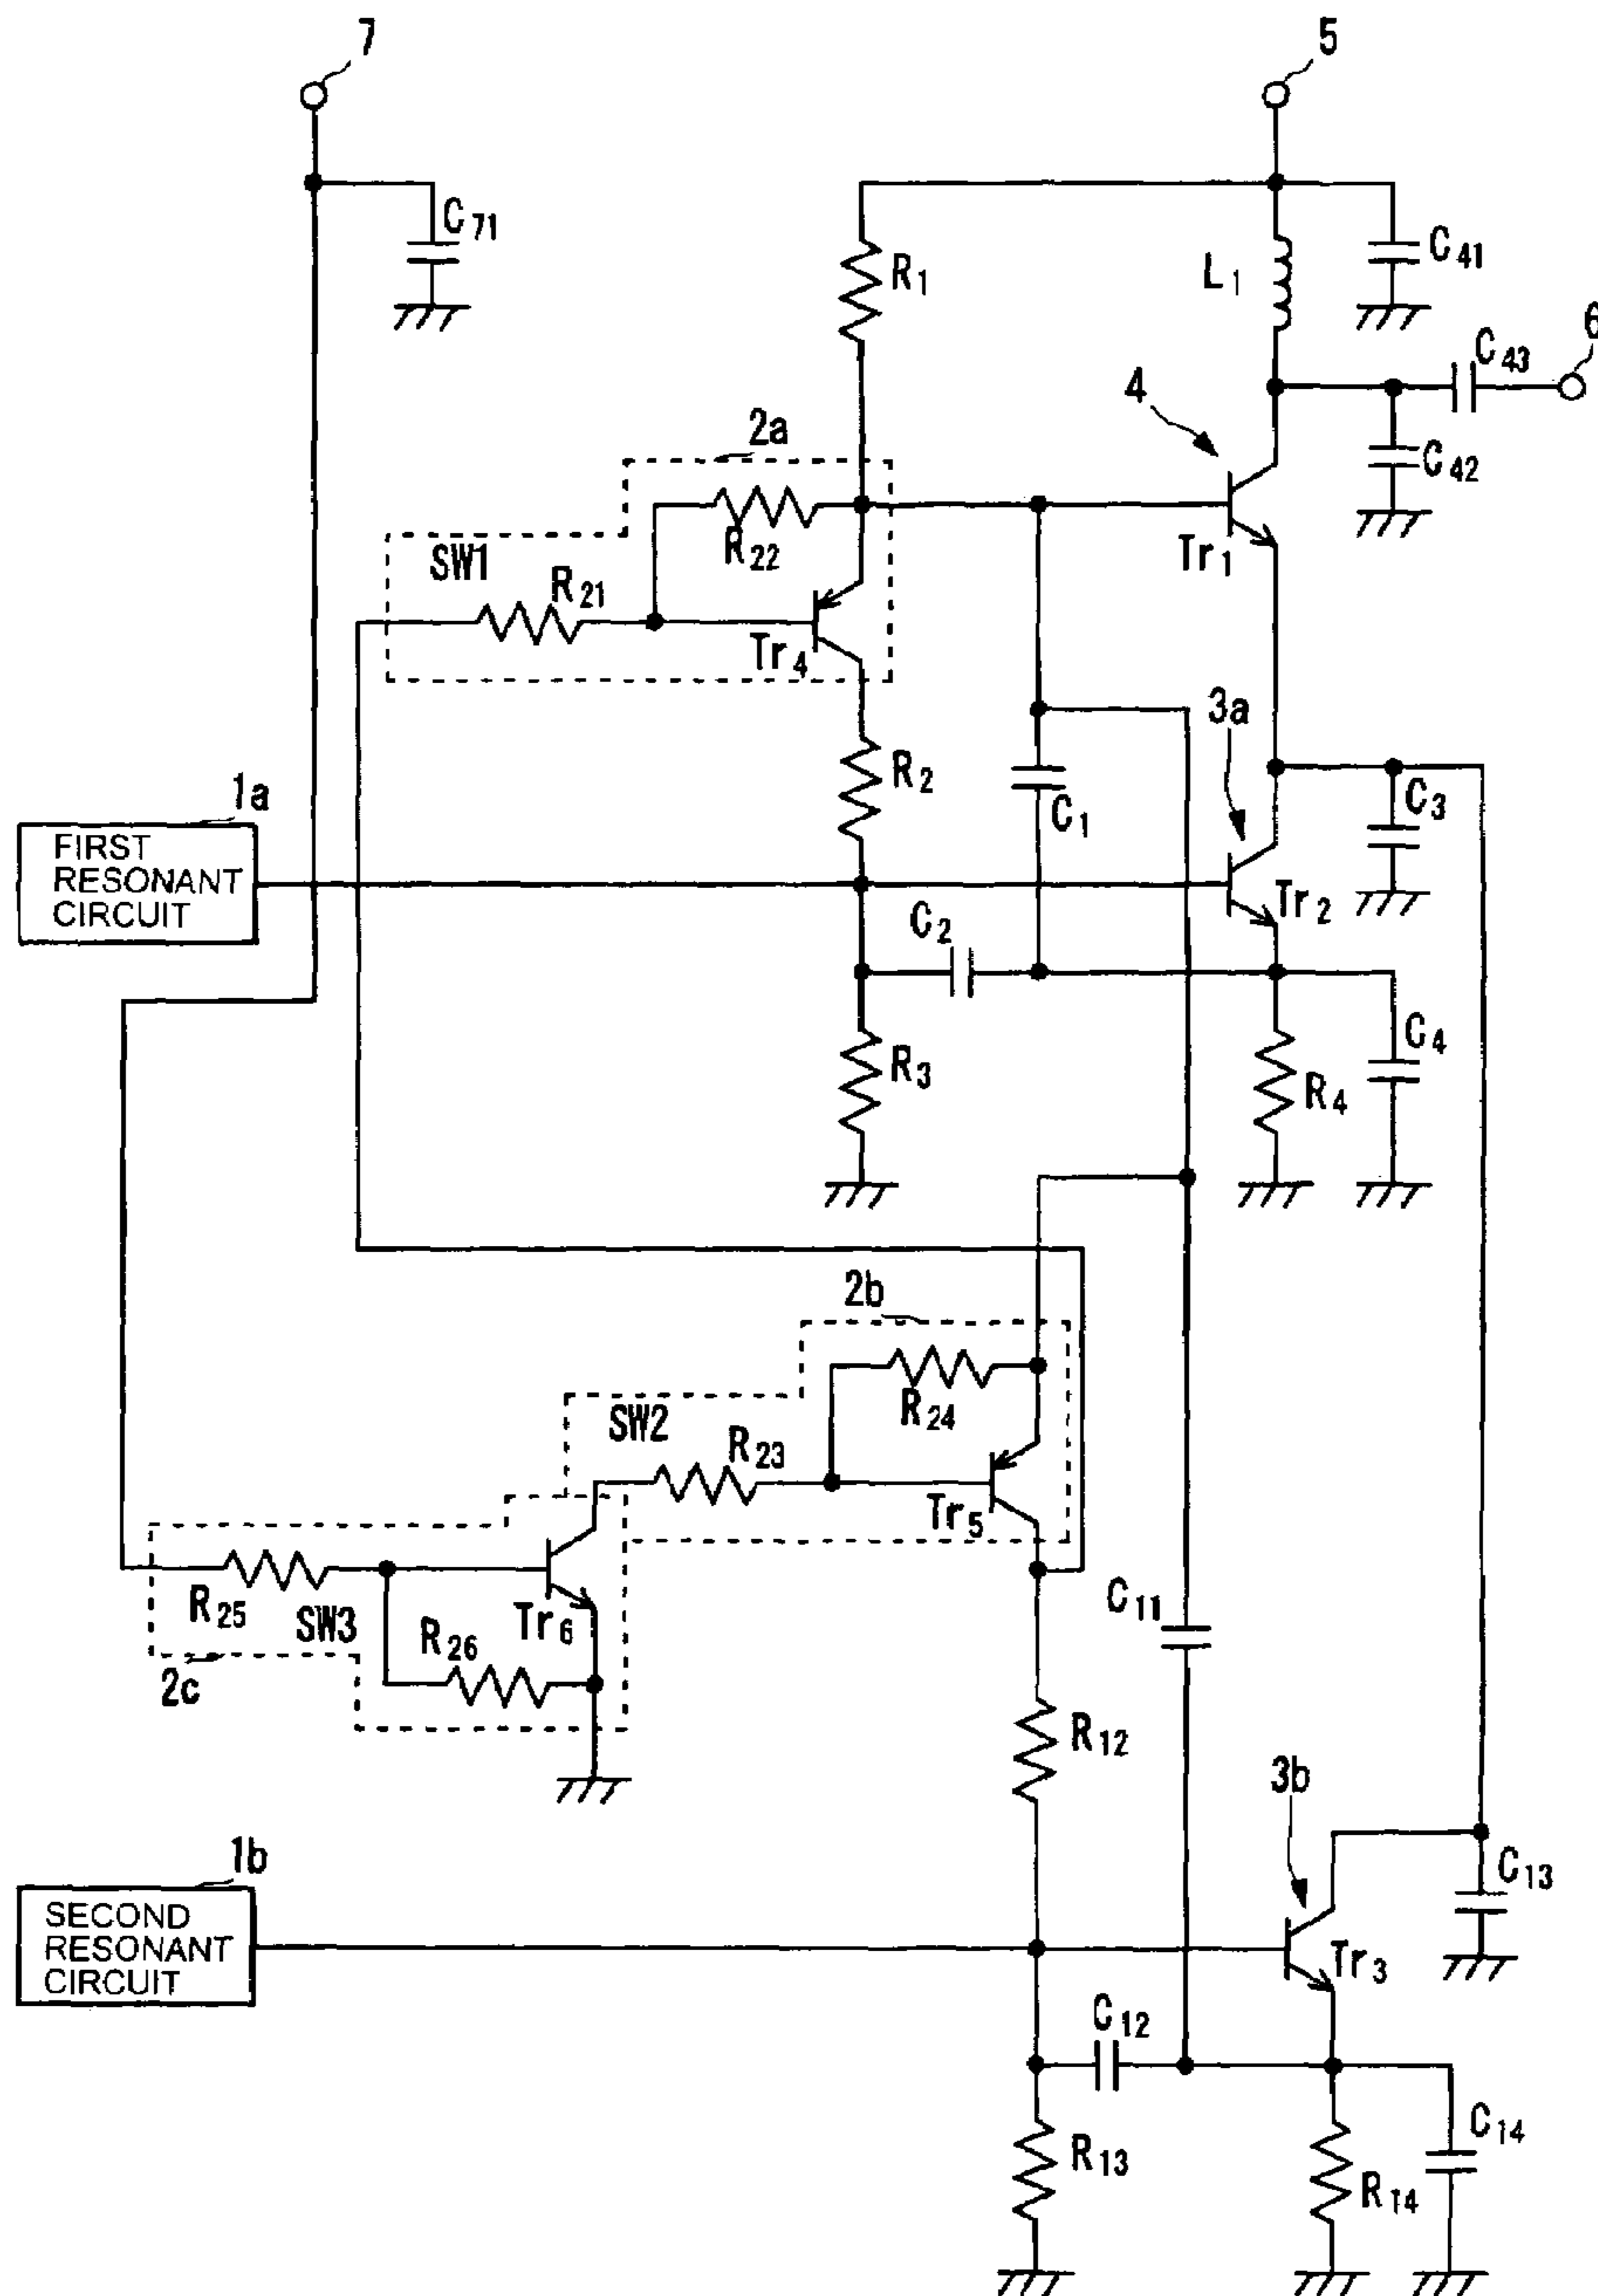 7
5
C71
R1
L1
C41
C43
6
4
2a
C42
R22
SW1
R21
Tr1
Tr4
3a
R2
1a
C1
C3
FIRST
RESONANT
CIRCUIT
Tr2
C2
C4
R3
R4
2b
R24
SW2
R23
Tr5
R25
SW3
Tr6
C11
R26
2c
R12
3b
1b
C13
SECOND
RESONANT
CIRCUIT
Tr3
C12
C14
R13
R14